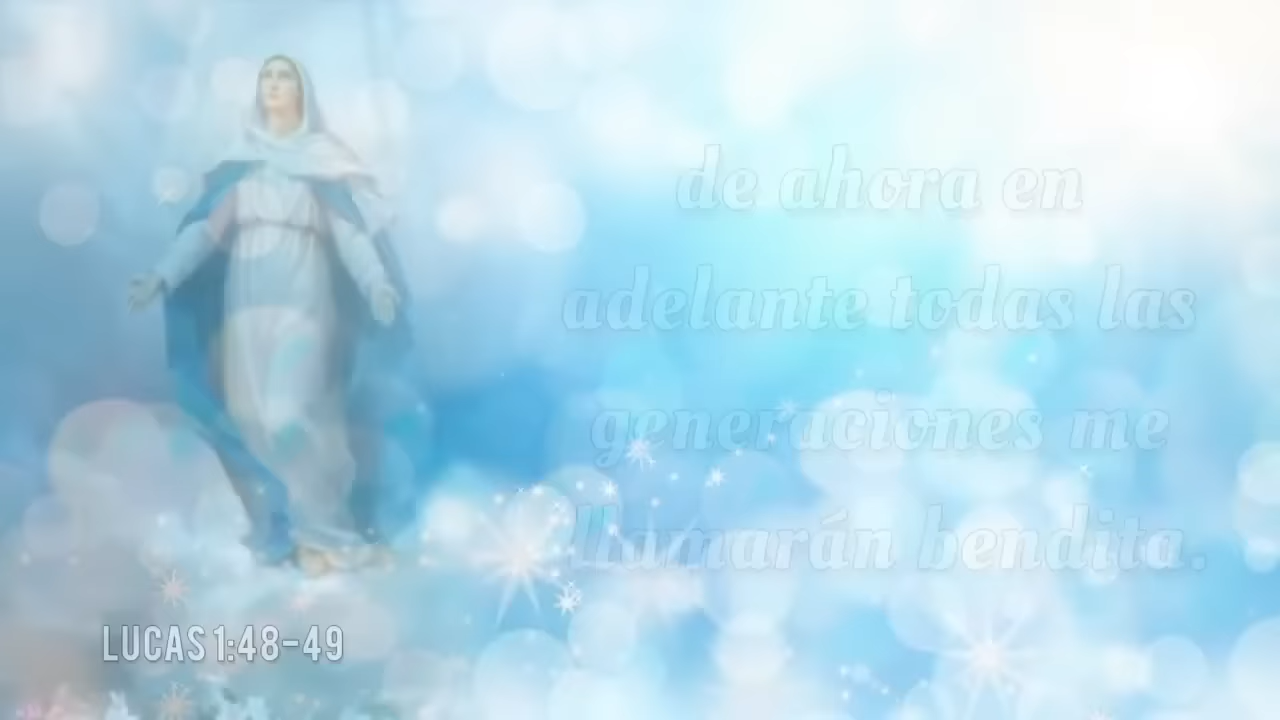 de ahora en
adelante todas las
generaciones me
llamarán bendita.
LUCAS 1:48-49